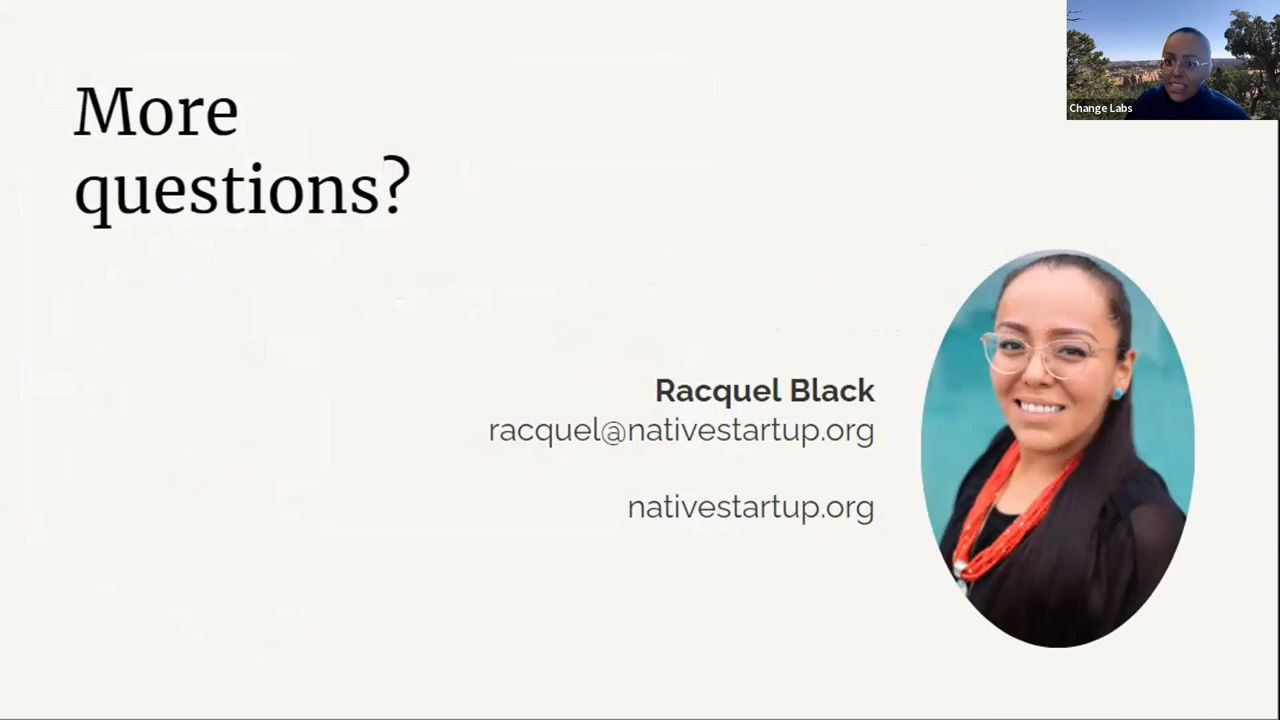 More
questions?
Change Labs
Racquel Black
racquel@nativestartup.org
nativestartup.org